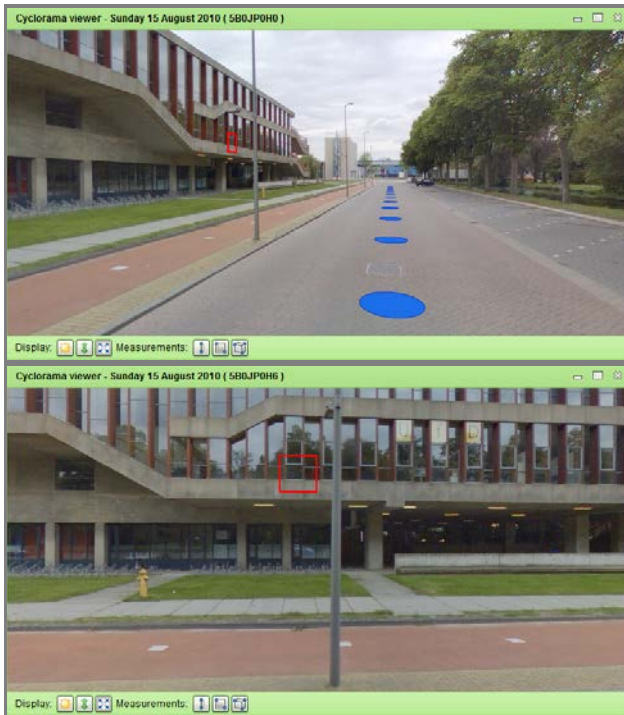 Cyclorama viewer - Sunday 15 August 2010 ( 5B0JP0H0 )
Display: Measurements:
Cyclorama viewer - Sunday 15 August 2010 ( 5B0JP0H6 )
Display: Measurements: